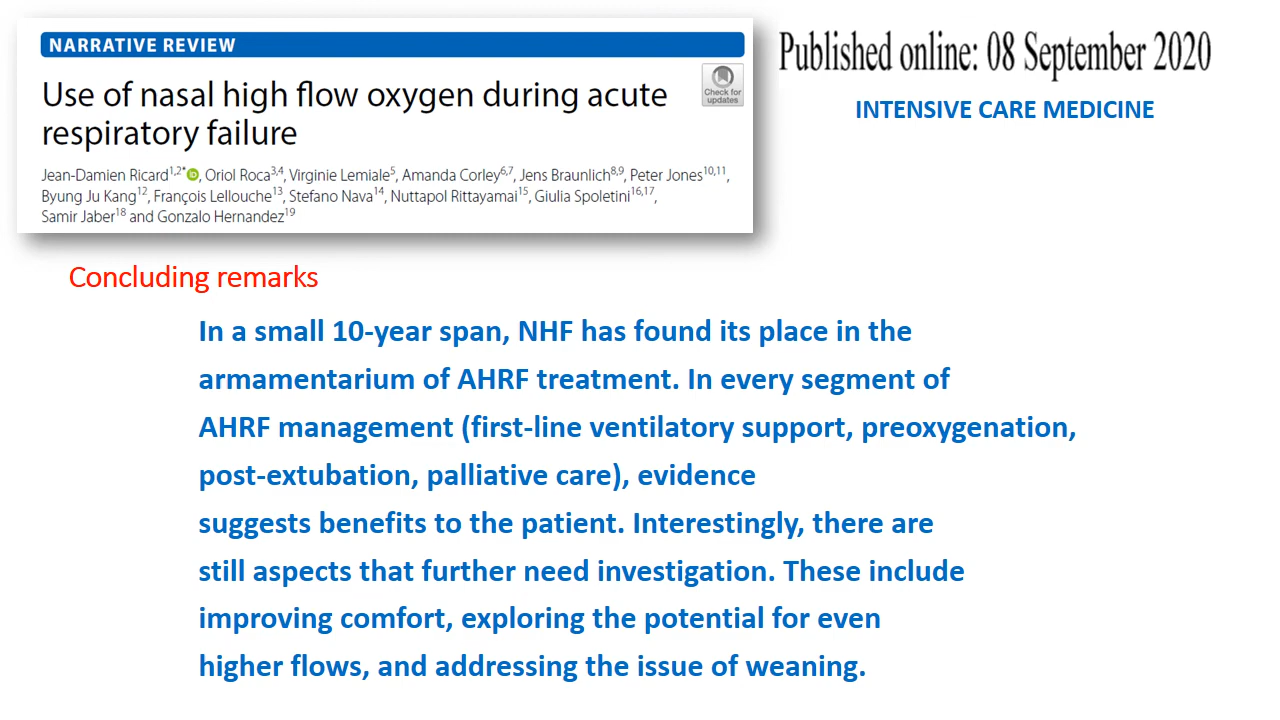 NARRATIVE REVIEW
Use of nasal high flow oxygen during acute
respiratory failure
Check for
updates
Jean-Damien Ricard1,2*, Oriol Roca3,4, Virginie Lemiale5, Amanda Corley6,7, Jens Braunlich8,9, Peter Jones10,11,
Byung Ju Kang12, François Lellouche13, Stefano Nava14, Nuttapol Rittayamai15, Giulia Spoletini16,17,
Samir Jaber18 and Gonzalo Hernandez19
Published online: 08 September 2020
INTENSIVE CARE MEDICINE
Concluding remarks
In a small 10-year span, NHF has found its place in the
armamentarium of AHRF treatment. In every segment of
AHRF management (first-line ventilatory support, preoxygenation,
post-extubation, palliative care), evidence
suggests benefits to the patient. Interestingly, there are
still aspects that further need investigation. These include
improving comfort, exploring the potential for even
higher flows, and addressing the issue of weaning.